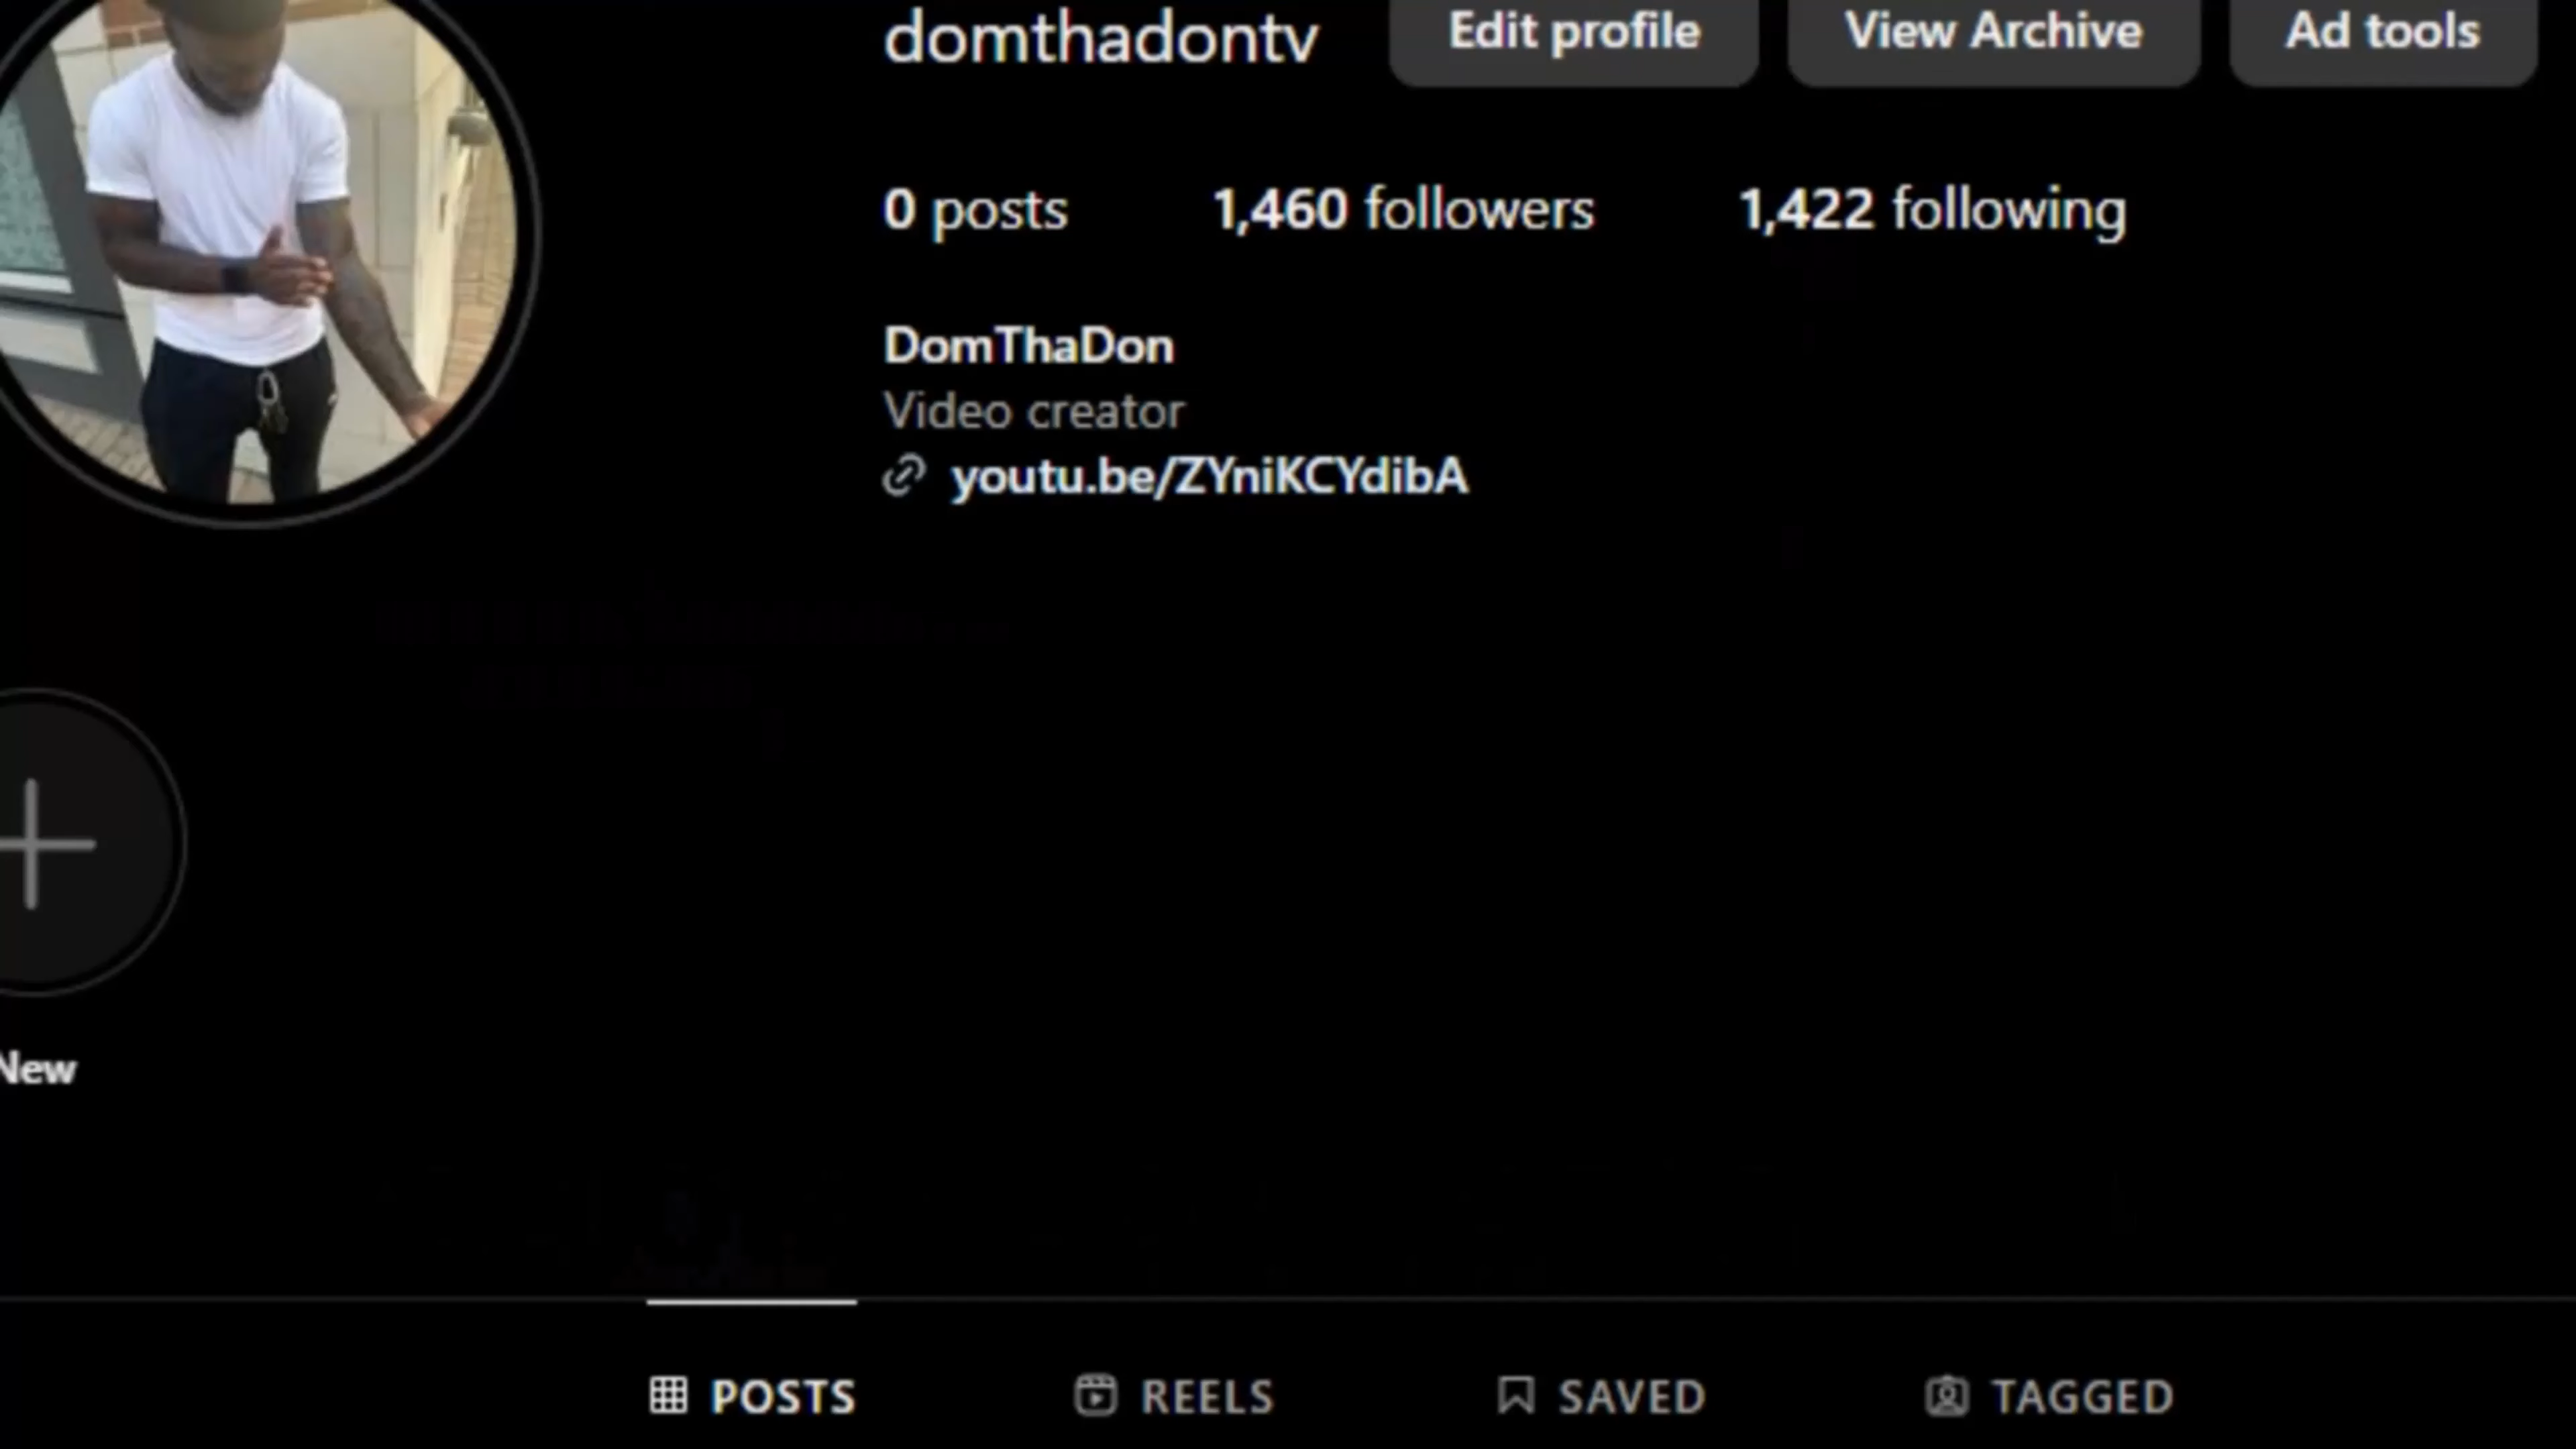 domthadontv Edit profile View Archive Ad tools
0 posts 1,460 followers 1,422 following
DomThaDon
Video creator
youtu.be/ZYniKCYdibA
New
POSTS REELS SAVED TAGGED